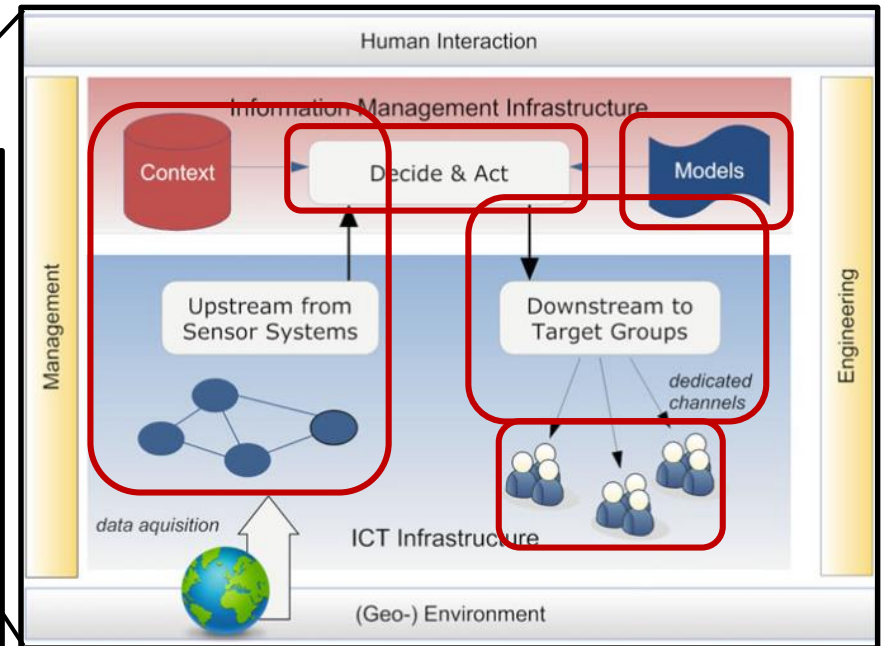 Human Interaction
Information Management Infrastructure
Context
Decide & Act
Models
Management
Engineering
Upstream from
Sensor Systems
Downstream to
Target Groups
dedicated
channels
data aquisition
ICT Infrastructure
(Geo-) Environment